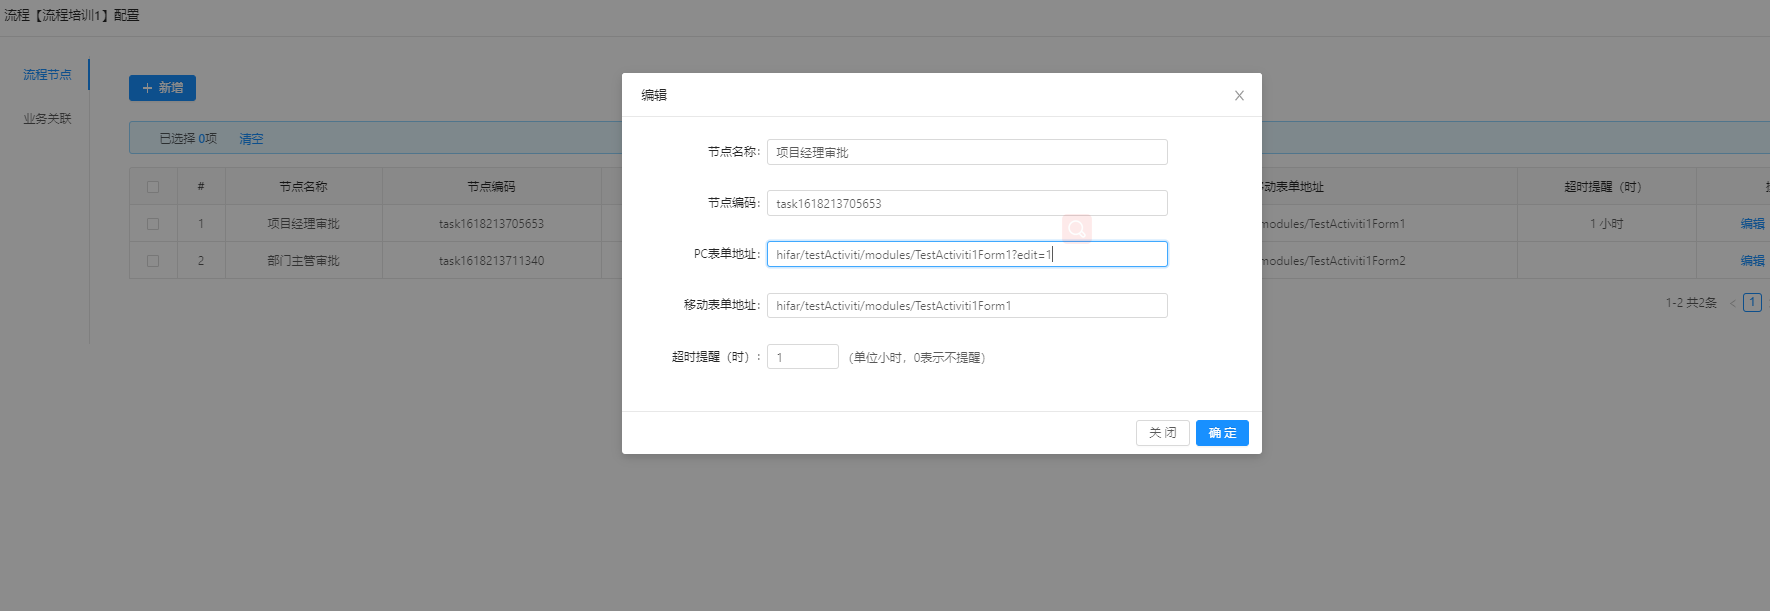 流程【流程培训1】配置
流程节点
业务关联
+ 新增
已选择 0项 清空
# 节点名称 节点编码 动表单地址 超时提醒（时）
1 项目经理审批 task1618213705653 modules/TestActiviti1Form1 1 小时 编辑
2 部门主管审批 task1618213711340 modules/TestActiviti1Form2 编辑
1-2 共2条 < 1
编辑
节点名称: 项目经理审批
节点编码: task1618213705653
PC表单地址: hifar/testActiviti/modules/TestActiviti1Form1?edit=1
移动表单地址: hifar/testActiviti/modules/TestActiviti1Form1
超时提醒（时）: 1 (单位小时，0表示不提醒)
关 闭 确 定